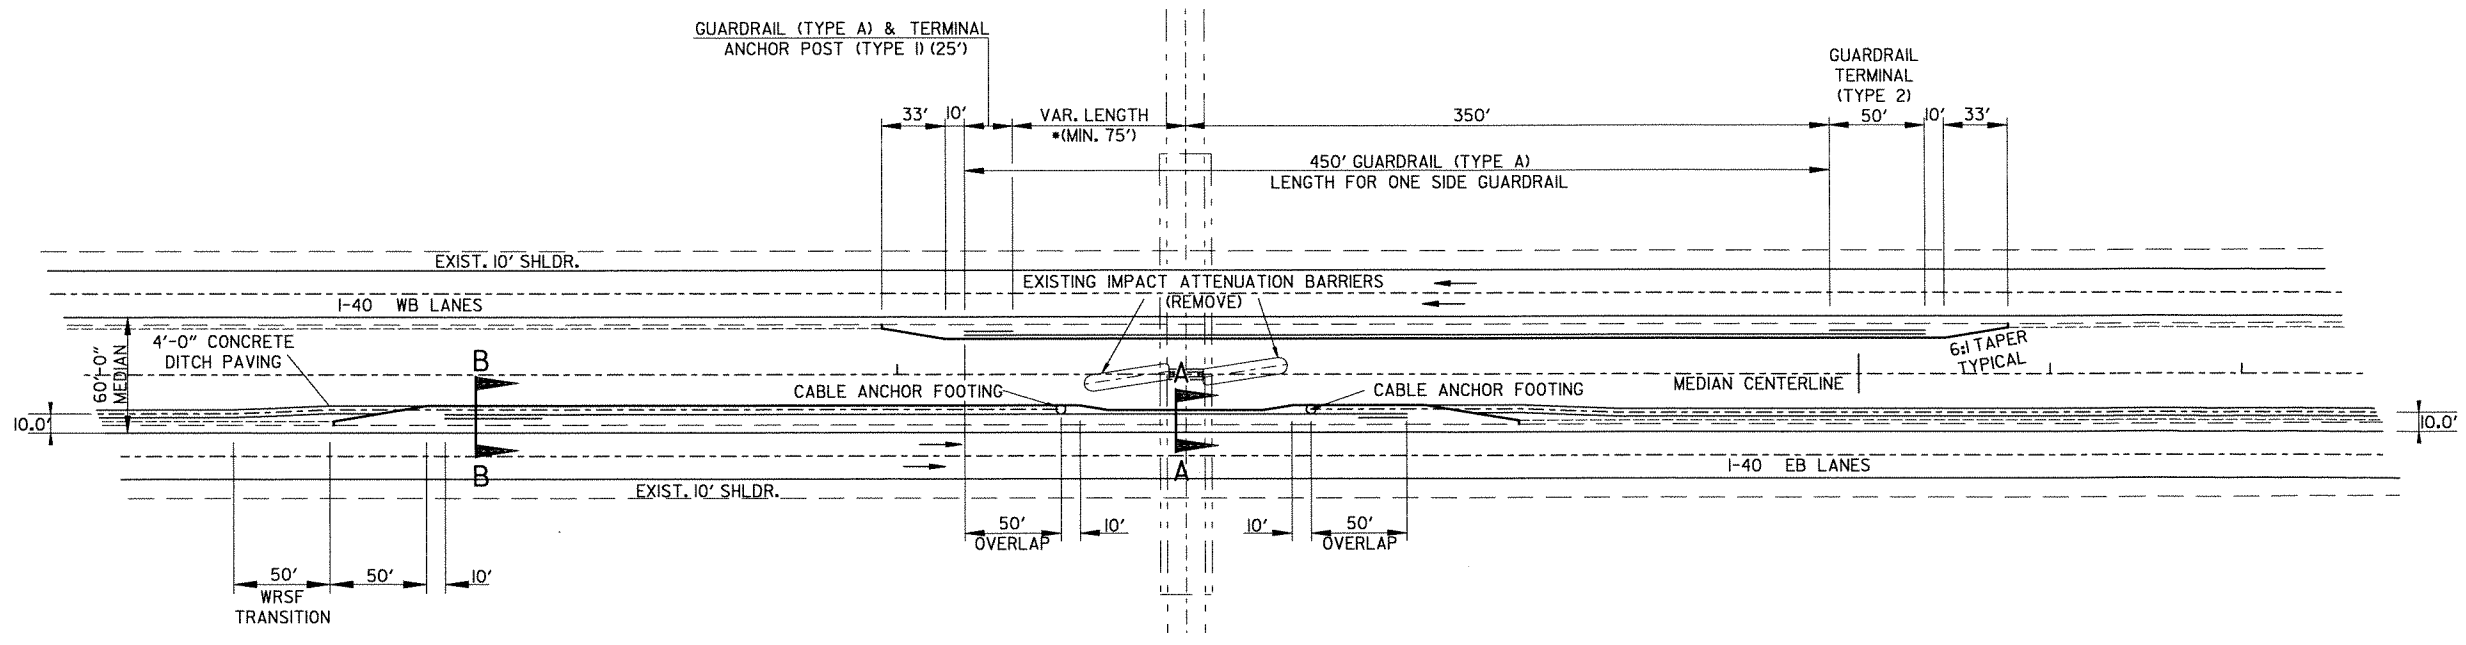 GUARDRAIL (TYPE A) & TERMINAL
ANCHOR POST (TYPE 1) (25')
GUARDRAIL
TERMINAL
(TYPE 2)
33'
10'
VAR. LENGTH
*(MIN. 75')
350'
50'
10'
33'
450' GUARDRAIL (TYPE A)
LENGTH FOR ONE SIDE GUARDRAIL
EXIST. 10' SHLDR.
EXISTING IMPACT ATTENUATION BARRIERS
(REMOVE)
I-40 WB LANES
4'-0" CONCRETE
DITCH PAVING
60'-0"
MEDIAN
B
A
6:1 TAPER
TYPICAL
CABLE ANCHOR FOOTING
CABLE ANCHOR FOOTING
MEDIAN CENTERLINE
10.0'
10.0'
B
A
I-40 EB LANES
EXIST. 10' SHLDR.
50'
OVERLAP
10'
10'
50'
OVERLAP
50'
WRSF
TRANSITION
50'
10'